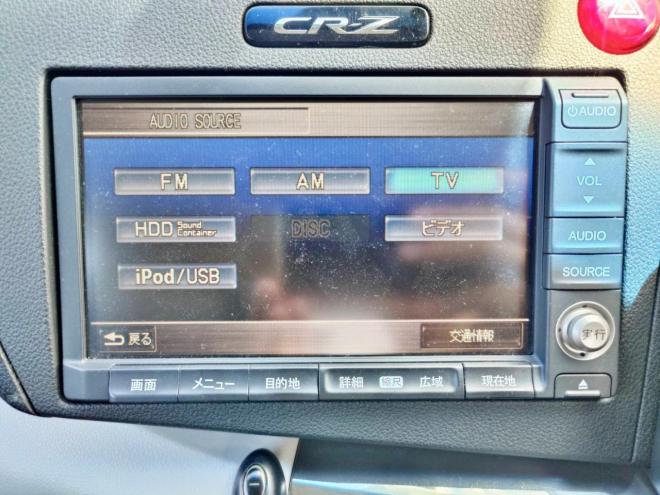 CR-Z
AUDIO SOURCE
AUDIO
FM AM TV
VOL
HDD Sound Container DISC ビデオ
AUDIO
iPod/USB
SOURCE
戻る 交通情報
実行
画面 メニュー 目的地 詳細 縮尺 広域 現在地